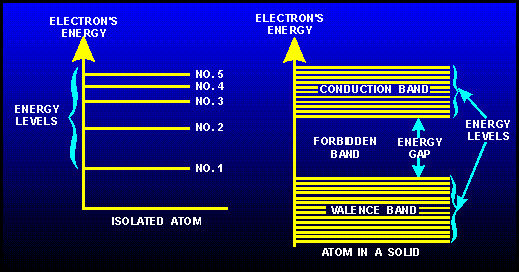 ELECTRON'S
ENERGY
NO. 5
NO. 4
NO. 3
NO. 2
NO. 1
ENERGY
LEVELS
ISOLATED ATOM
ELECTRON'S
ENERGY
CONDUCTION BAND
FORBIDDEN
BAND
ENERGY
GAP
ENERGY
LEVELS
VALENCE BAND
ATOM IN A SOLID